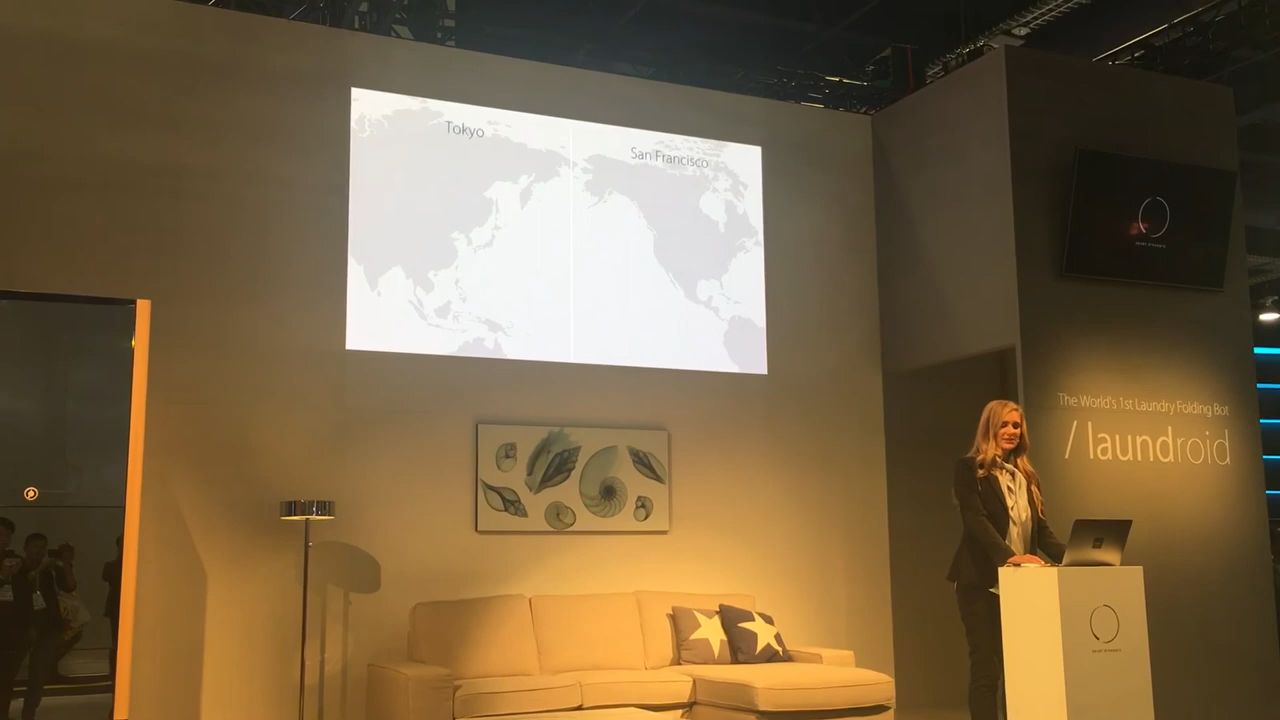 Tokyo
San Francisco
The World's 1st Laundry Folding Bot
/ laundroid